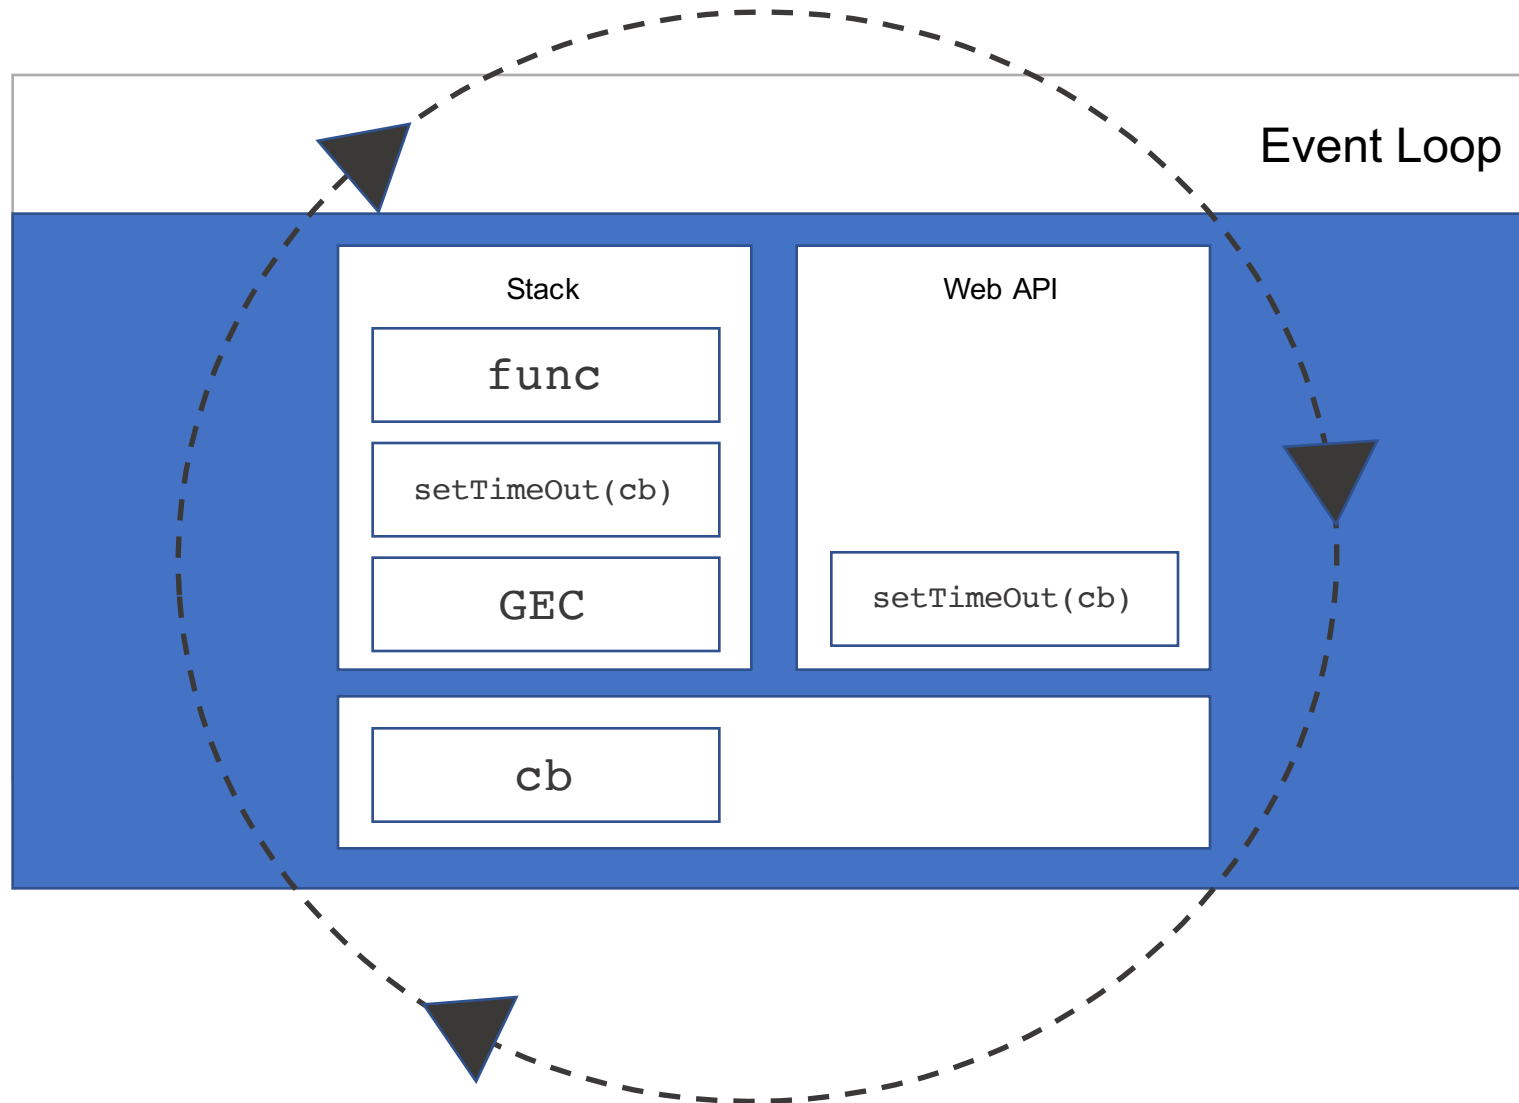 Event Loop
Stack
Web API
func
setTimeOut(cb)
GEC
setTimeOut(cb)
cb